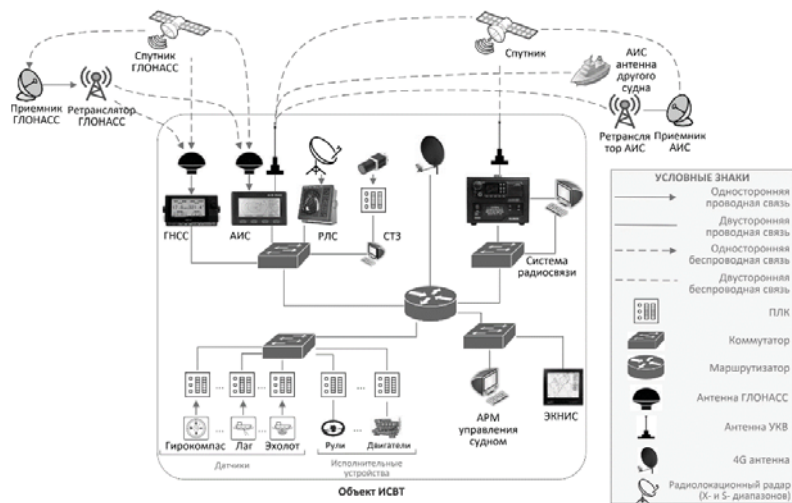 Спутник
ГЛОНАСС
Спутник
АИС
антенна
другого
судна
Приемник
ГЛОНАСС
Ретранслятор
ГЛОНАСС
Ретрансля
тор АИС
Приемник
АИС
ГНСС
АИС
РЛС
СТЗ
Система
радиосвязи
Гирокомпас
...
Лаг
...
Эхолот
Рули
...
Двигатели
Датчики
Исполнительные
устройства
АРМ
управления
судном
ЭКНИС
Объект ИСВТ
УСЛОВНЫЕ ЗНАКИ
Односторонняя
проводная связь
Двусторонняя
проводная связь
Односторонняя
беспроводная связь
Двусторонняя
беспроводная связь
ПЛК
Коммутатор
Маршрутизатор
Антенна ГЛОНАСС
Антенна УКВ
4G антенна
Радиолокационный радар
(X- и S- диапазонов)